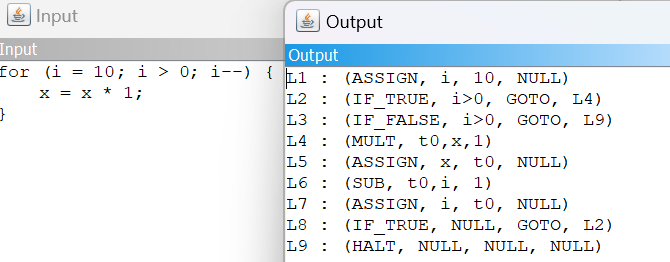 Input
Input
for (i = 10; i > 0; i--) {
    x = x * 1;
}
Output
Output
L1 : (ASSIGN, i, 10, NULL)
L2 : (IF_TRUE, i>0, GOTO, L4)
L3 : (IF_FALSE, i>0, GOTO, L9)
L4 : (MULT, t0,x,1)
L5 : (ASSIGN, x, t0, NULL)
L6 : (SUB, t0,i, 1)
L7 : (ASSIGN, i, t0, NULL)
L8 : (IF_TRUE, NULL, GOTO, L2)
L9 : (HALT, NULL, NULL, NULL)